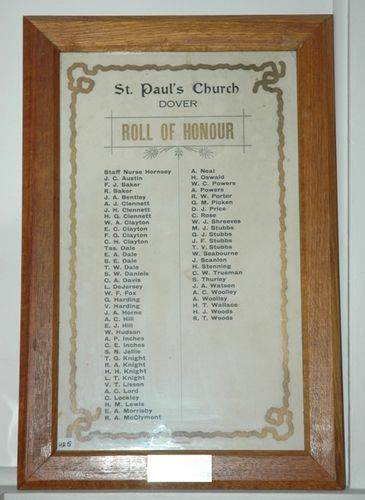 St. Paul's Church
DOVER
ROLL OF HONOUR
Staff Nurse Hornsey
J. C. Austin
F. J. Baker
R. Baker
J. A. Bentley
A. J. Clennett
J. H. Clennett
H. G. Clennett
W. A. Clayton
E. C. Clayton
F. G. Clayton
C. H. Clayton
Tas. Dale
E. A. Dale
S. E. Dale
T. W. Dale
S. W. Daniels
C. A. Davis
L. DeJersey
W. F. Fox
G. Harding
V. Harding
J. A. Horne
A. C. Hill
E. J. Hill
W. Hudson
A. P. Inches
C. E. Inches
S. N. Jellie
T. G. Knight
R. A. Knight
H. H. Knight
L. T. Knight
V. T. Lisson
A. C. Lord
C. Lockley
H. M. Lewis
E. A. Morrisby
R. A. McClymont
A. Neal
H. Oswald
W. C. Powers
A. Powers
R. W. Porter
G. M. Picken
D. J. Price
C. Rose
W. J. Shreeves
M. J. Stubbs
G. J. Stubbs
J. F. Stubbs
T. V. Stubbs
W. Seabourne
J. Scanlon
H. Stenning
C. W. Trueman
S. Thurley
J. A. Watson
A. C. Woolley
A. Woolley
H. T. Wallace
H. J. Woods
R. T. Woods